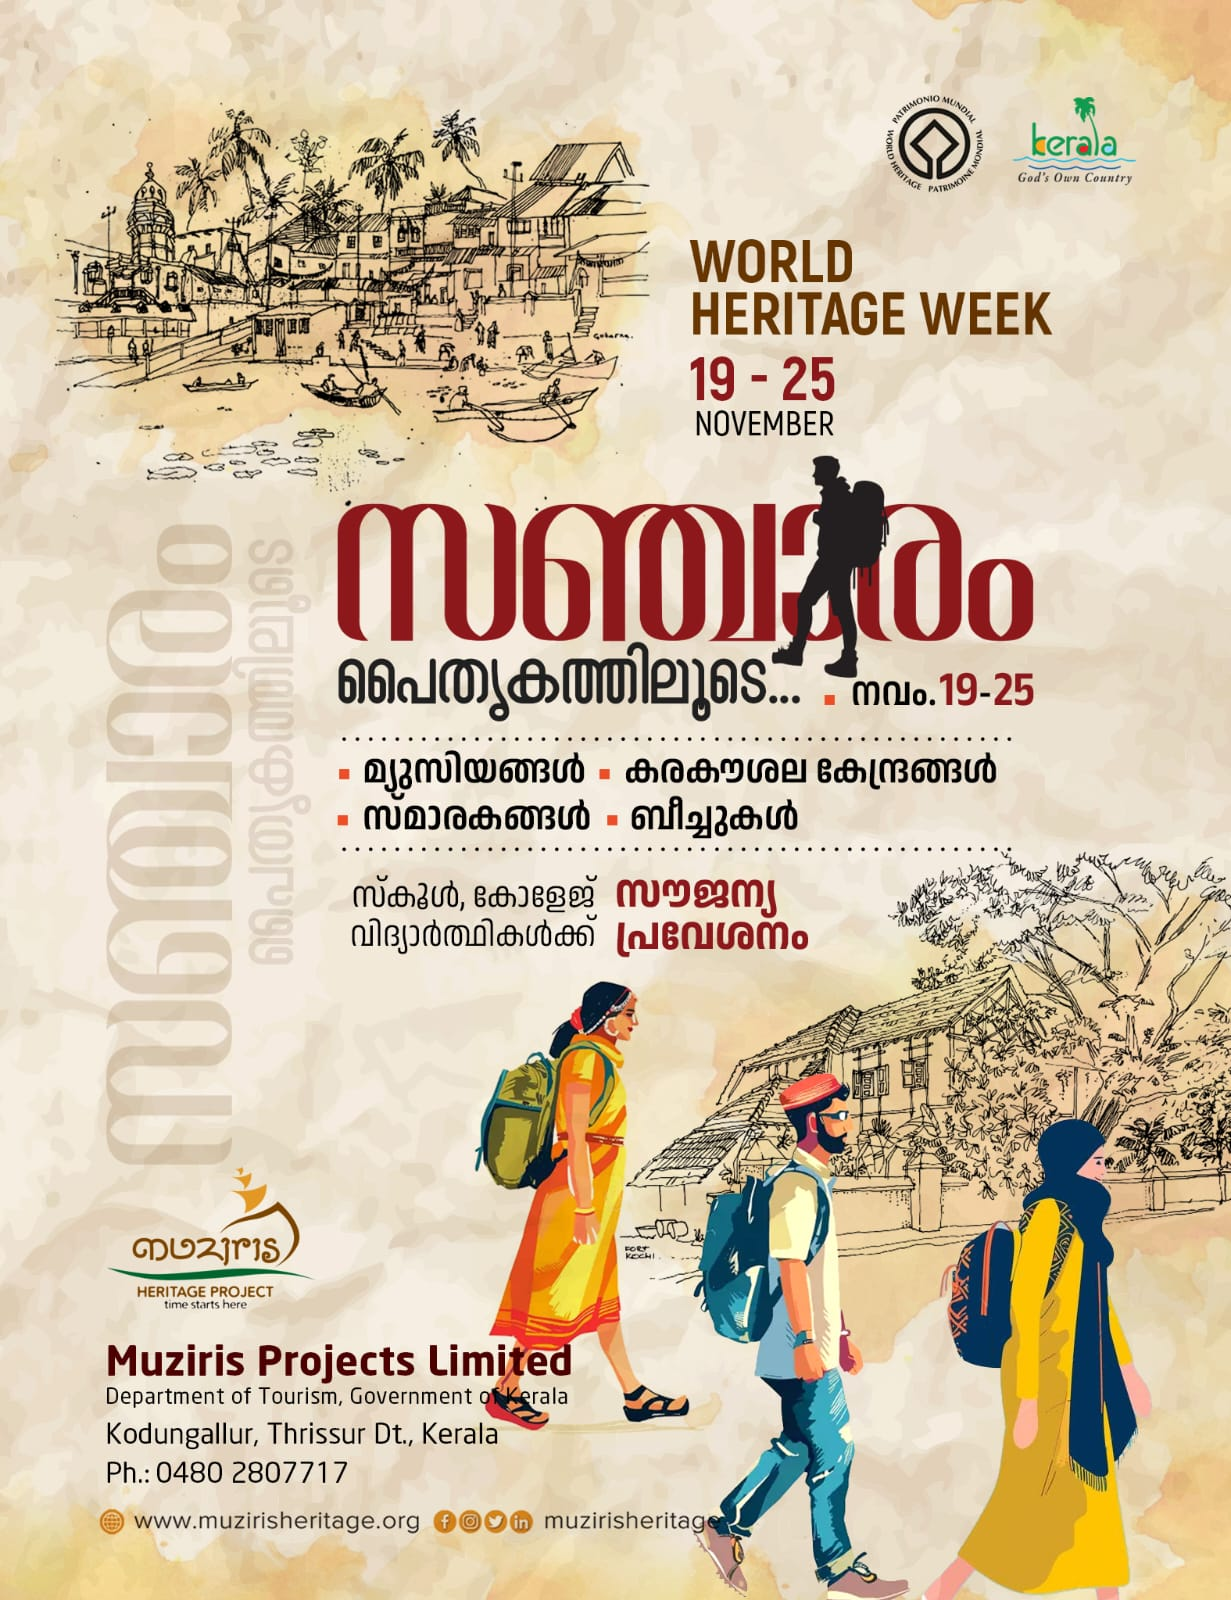 PATRIMONIO MUNDIAL
WORLD HERITAGE
PATRIMOINE MONDIAL
kerala
God's Own Country
WORLD
HERITAGE WEEK
19 - 25
NOVEMBER
Gokarna.
സഞ്ചാരം
പൈതൃകത്തിലൂടെ...
നവം. 19-25
സഞ്ചാരം
പൈതൃകത്തിലൂടെ
മ്യുസിയങ്ങൾ
കരകൗശല കേന്ദ്രങ്ങൾ
സ്മാരകങ്ങൾ
ബീച്ചുകൾ
സ്കൂൾ, കോളേജ്
വിദ്യാർത്ഥികൾക്ക്
സൗജന്യ
പ്രവേശനം
FORT
KOCHI
HERITAGE PROJECT
time starts here
Muziris Projects Limited
Department of Tourism, Government of Kerala
Kodungallur, Thrissur Dt., Kerala
Ph.: 0480 2807717
www.muzirisheritage.org
muzirisheritage